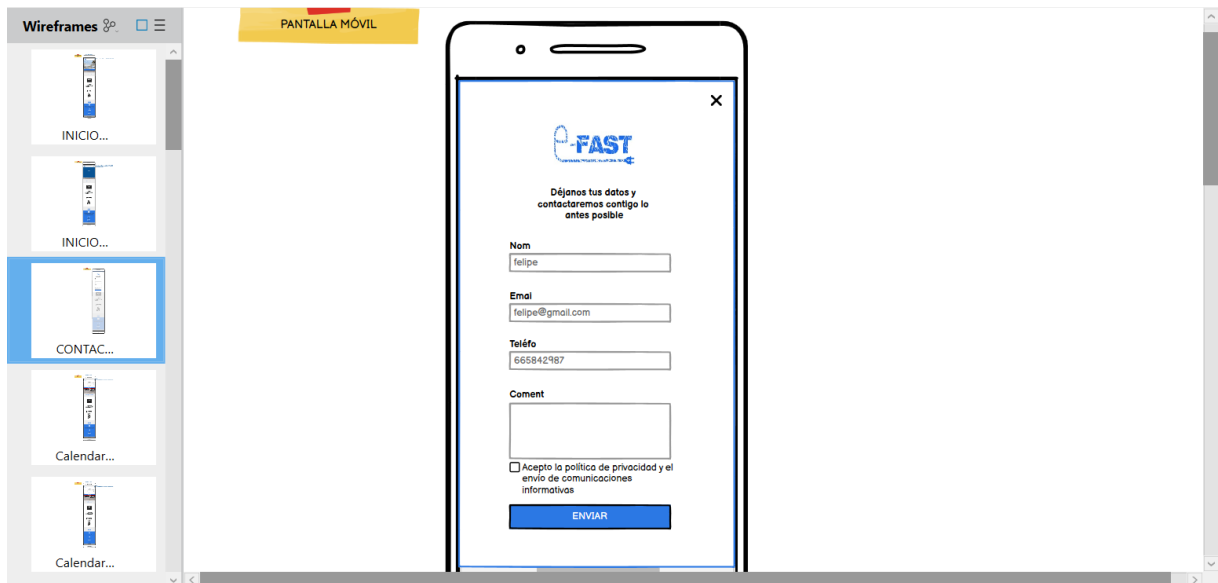 Wireframes
INICIO...
INICIO...
CONTAC...
Calendar...
Calendar...
PANTALLA MÓVIL
e-FAST
Déjanos tus datos y
contactaremos contigo lo
antes posible
Nom
felipe
Emai
felipe@gmail.com
Teléfo
665842987
Coment
Acepto la política de privacidad y el
envío de comunicaciones
informativas
ENVIAR